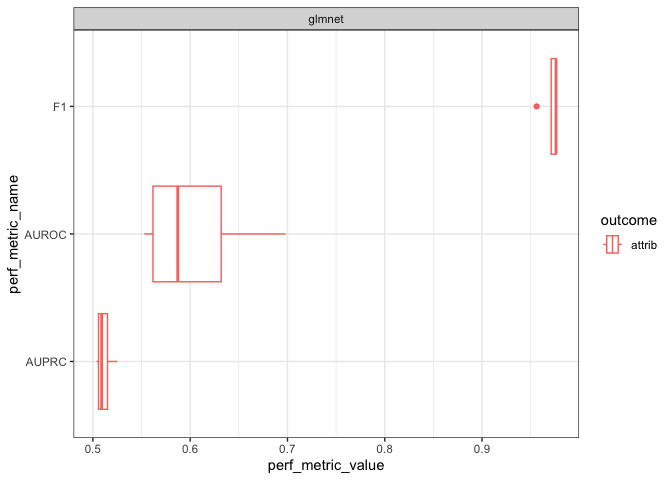 glmnet
F1
AUROC
AUPRC
perf_metric_name
0.5 0.6 0.7 0.8 0.9
perf_metric_value
outcome
attrib